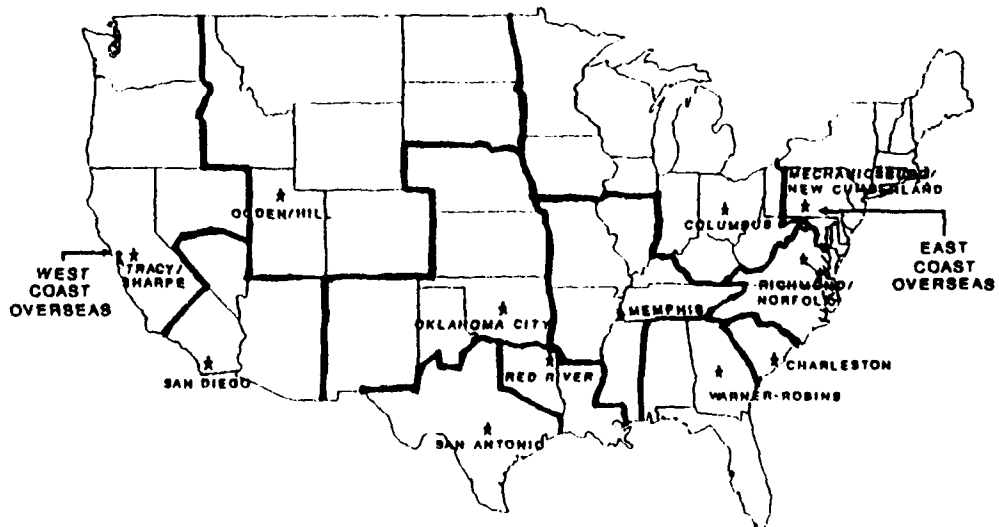 MECHANICSBURG/
NEW CUMBERLAND
OGDEN/HILL
COLUMBUS
EAST
COAST
OVERSEAS
WEST
COAST
OVERSEAS
TRACY/
SHARPE
RICHMOND/
NORFOLK
MEMPHIS
OKLAHOMA CITY
CHARLESTON
RED RIVER
SAN DIEGO
WARNER-ROBINS
SAN ANTONIO